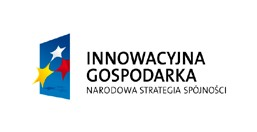 INNOWACYJNA
GOSPODARKA
NARODOWA STRATEGIA SPÓJNOŚCI